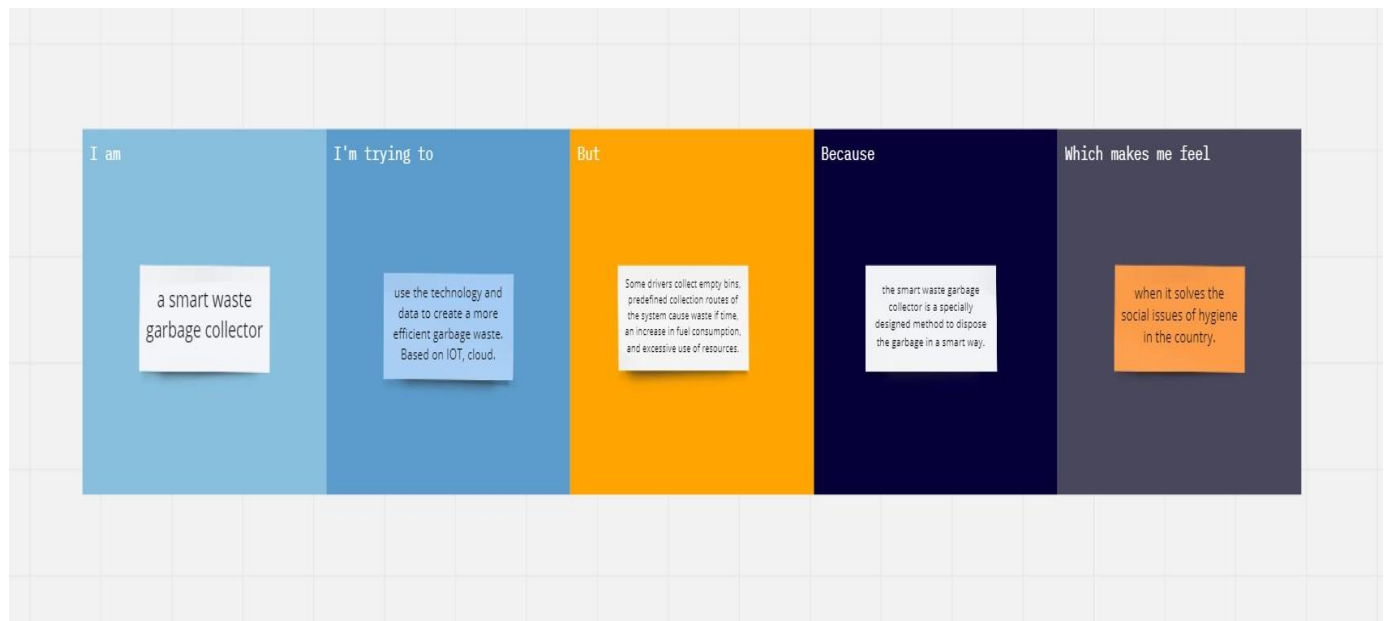 I am
a smart waste
garbage collector
I'm trying to
use the technology and
data to create a more
efficient garbage waste.
Based on IOT, cloud.
But
Some drivers collect empty bins,
predefined collection routes of
the system cause waste if time,
an increase in fuel consumption,
and excessive use of resources.
Because
the smart waste garbage
collector is a specially
designed method to dispose
the garbage in a smart way.
Which makes me feel
when it solves the
social issues of hygiene
in the country.